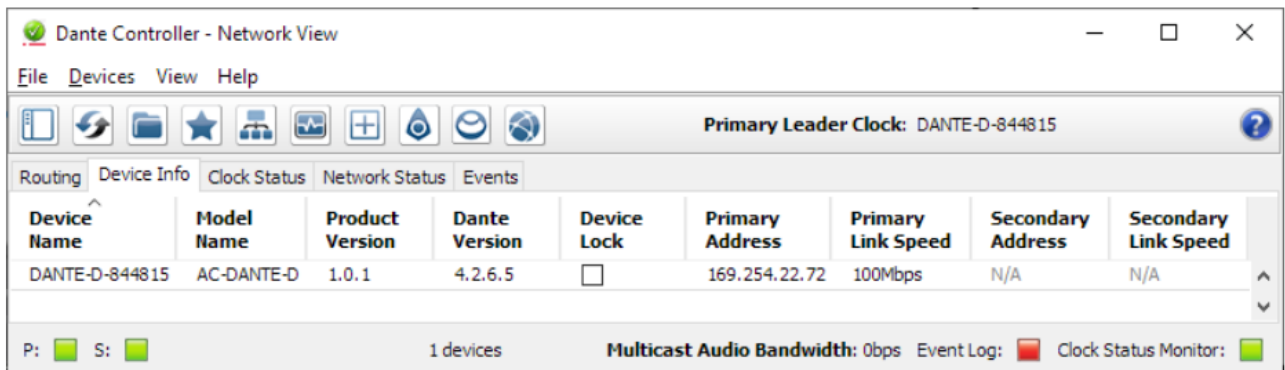 Dante Controller - Network View
File Devices View Help
Primary Leader Clock: DANTE-D-844815
Routing Device Info Clock Status Network Status Events
Device Name Model Name Product Version Dante Version Device Lock Primary Address Primary Link Speed Secondary Address Secondary Link Speed
DANTE-D-844815 AC-DANTE-D 1.0.1 4.2.6.5 169.254.22.72 100Mbps N/A N/A
P: S: 1 devices Multicast Audio Bandwidth: 0bps Event Log: Clock Status Monitor: